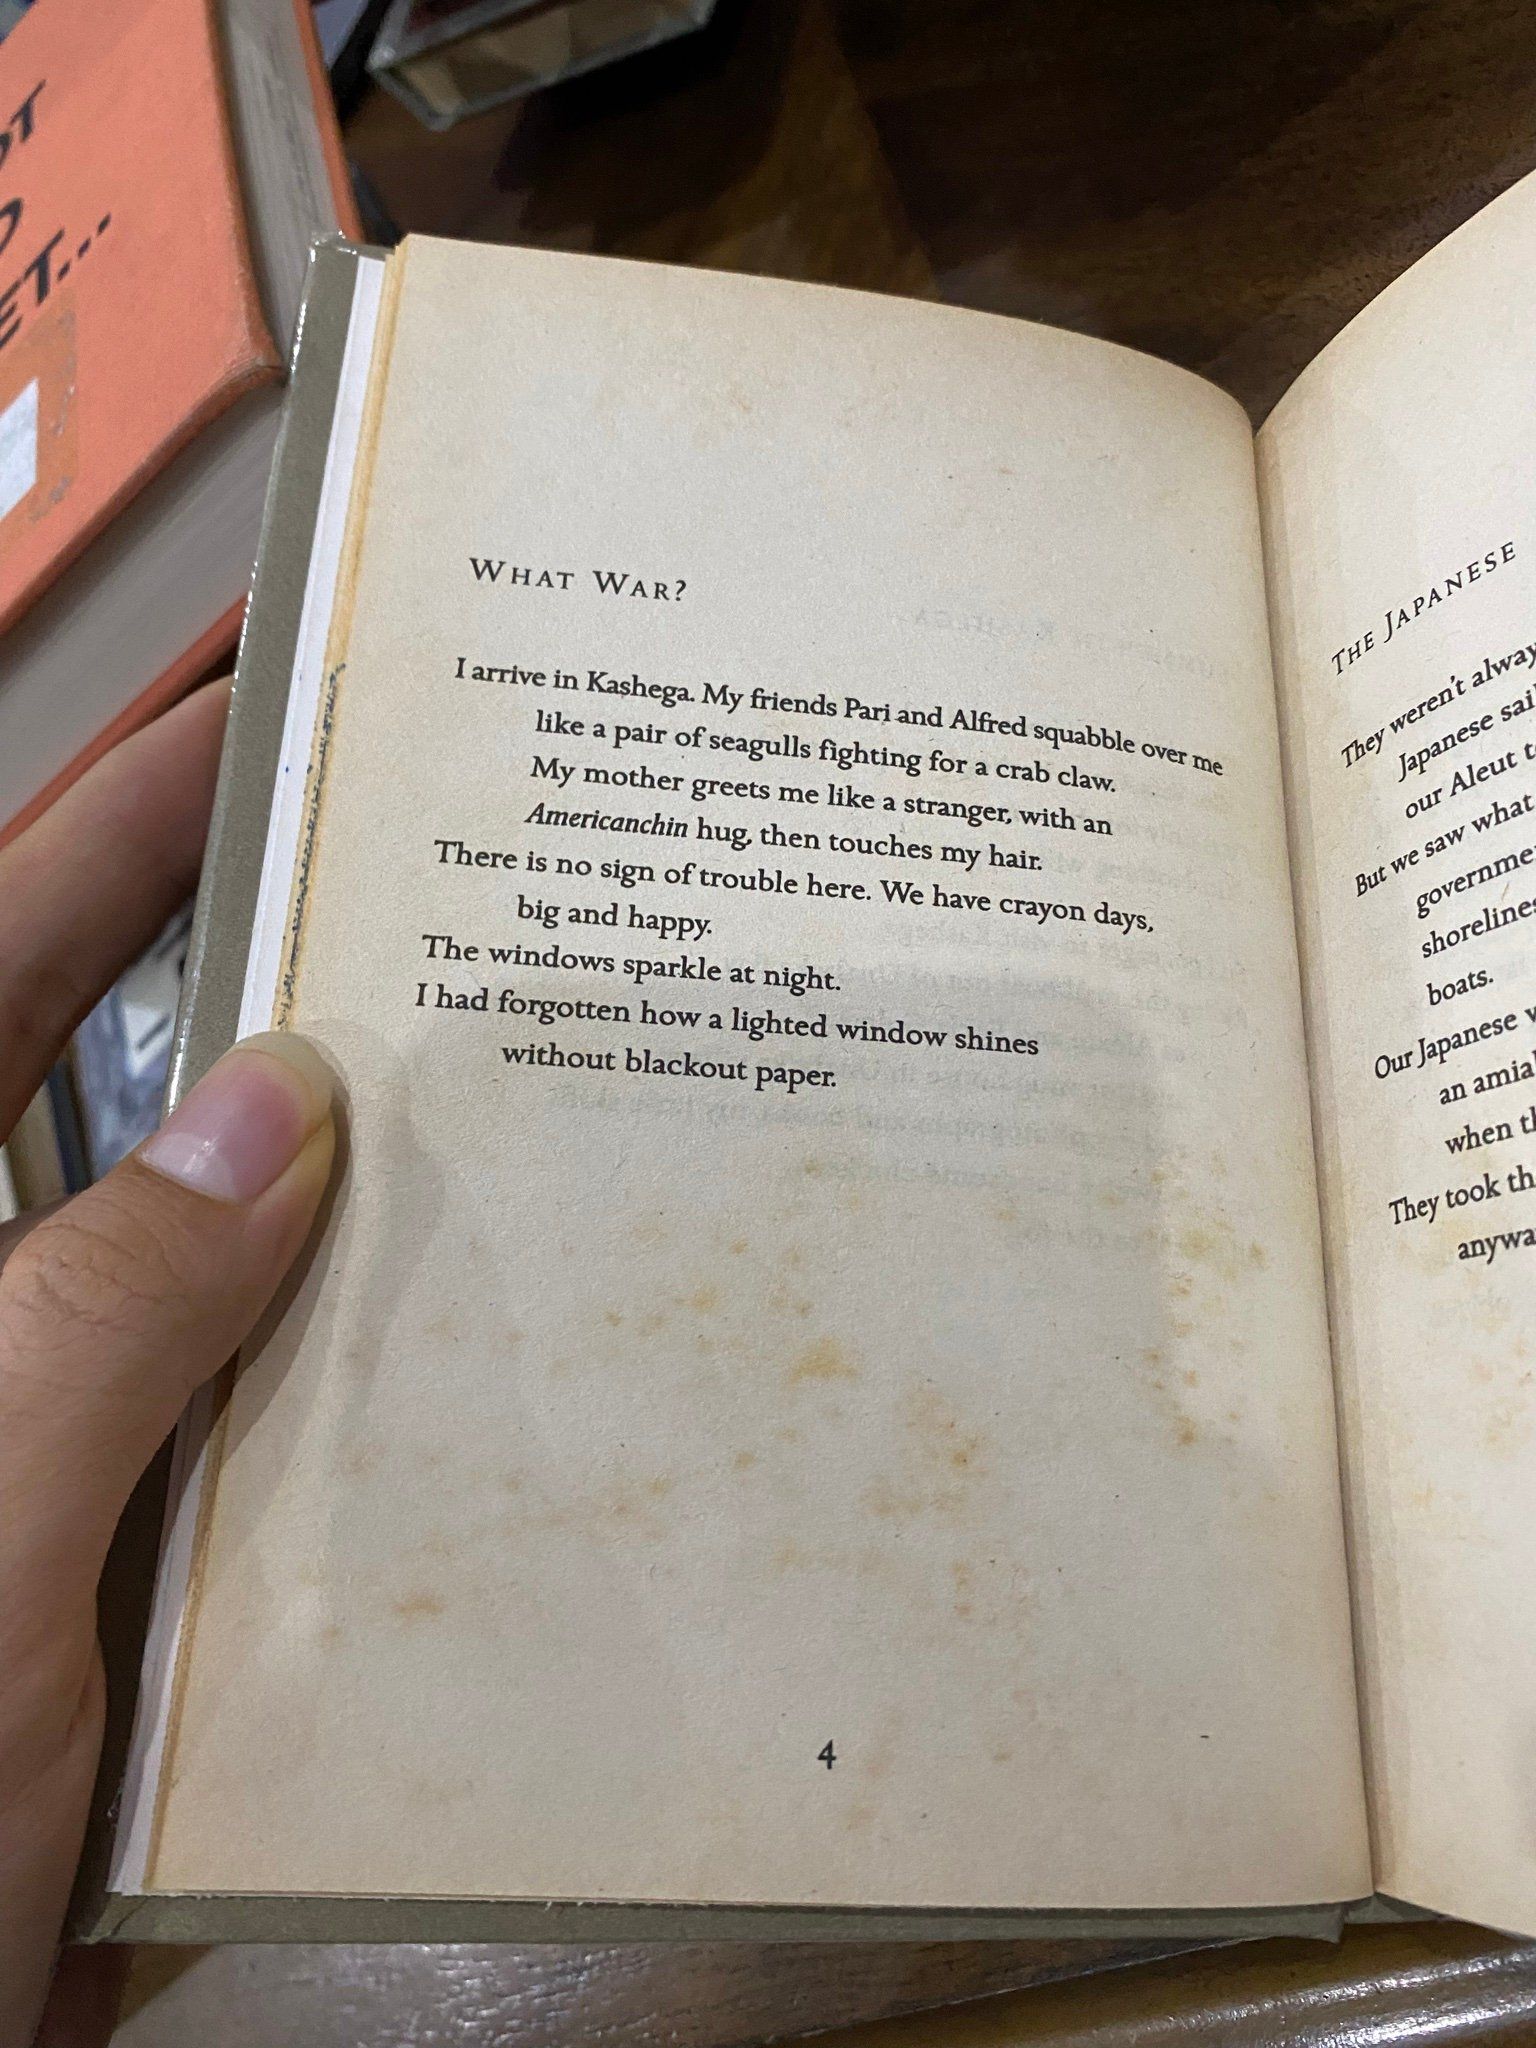 OT
ET...
WHAT WAR?
I arrive in Kashega. My friends Pari and Alfred squabble over me
like a pair of seagulls fighting for a crab claw.
My mother greets me like a stranger, with an
Americanchin hug, then touches my hair.
There is no sign of trouble here. We have crayon days,
big and happy.
The windows sparkle at night.
I had forgotten how a lighted window shines
without blackout paper.
4
THE JAPANESE
They weren't alway
Japanese sail
our Aleut t
But we saw what
governme
shoreline
boats.
Our Japanese
an amia
when th
They took th
anywa